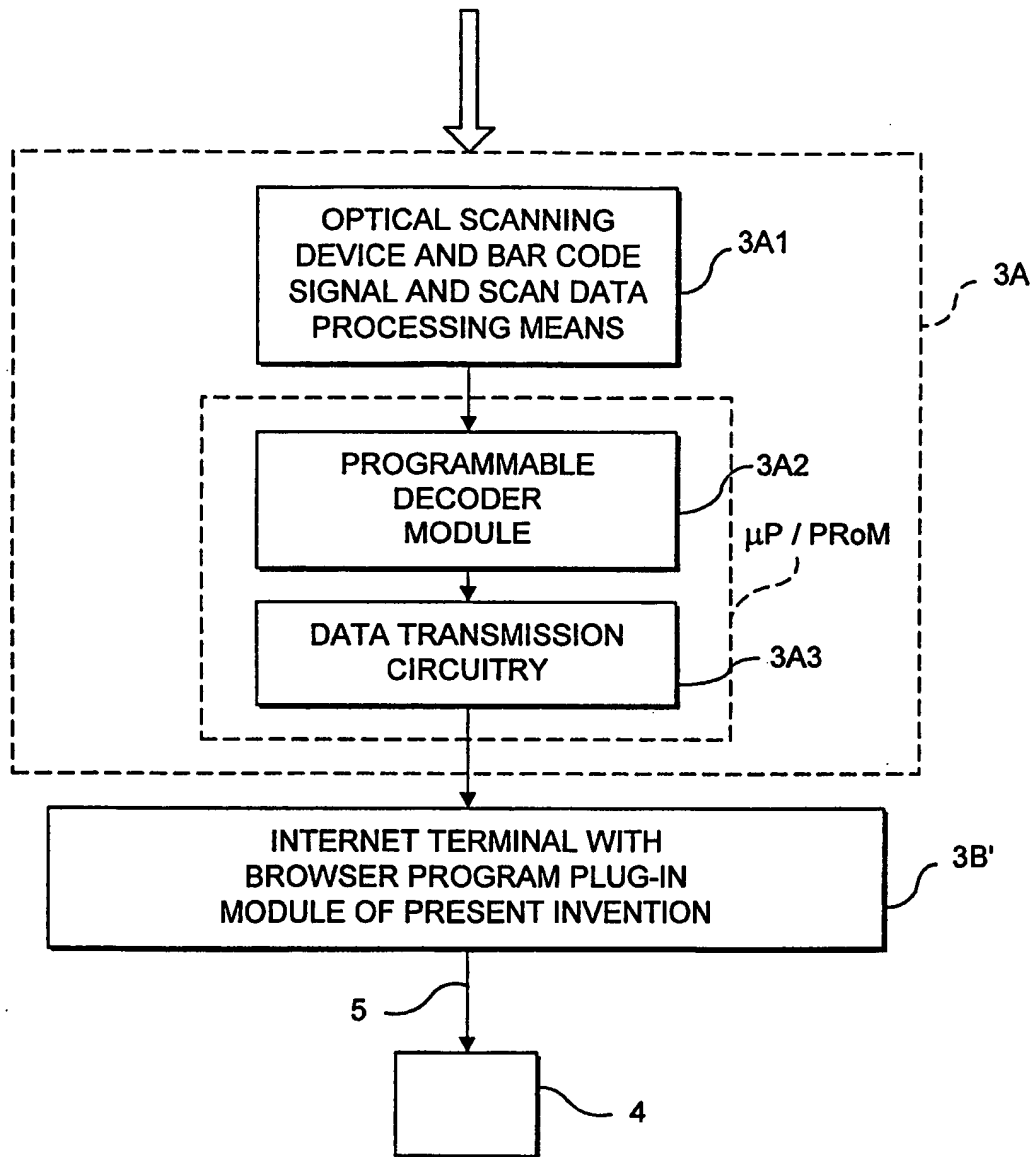 OPTICAL SCANNING
DEVICE AND BAR CODE
SIGNAL AND SCAN DATA
PROCESSING MEANS
3A1
3A
PROGRAMMABLE
DECODER
MODULE
3A2
µP / PRoM
DATA TRANSMISSION
CIRCUITRY
3A3
INTERNET TERMINAL WITH
BROWSER PROGRAM PLUG-IN
MODULE OF PRESENT INVENTION
3B'
5
4